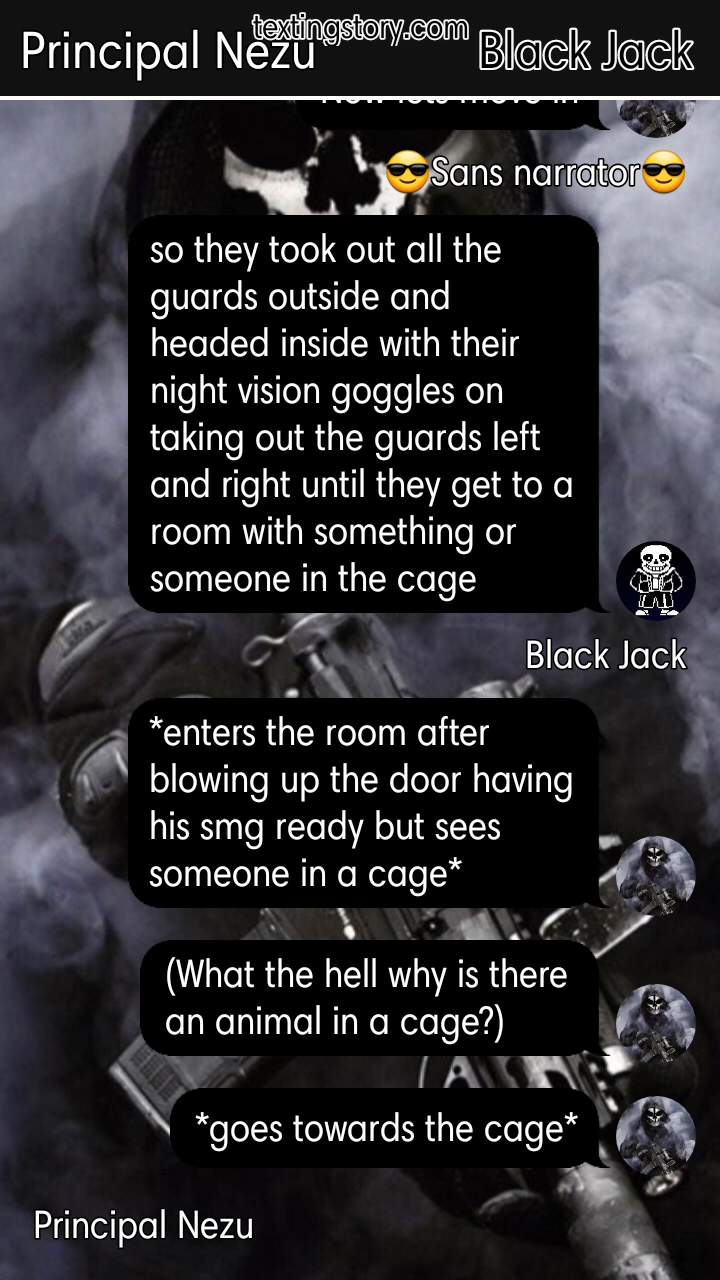 textingstory.com
Principal Nezu
Black Jack
Now lets move in
😎Sans narrator😎
so they took out all the
guards outside and
headed inside with their
night vision goggles on
taking out the guards left
and right until they get to a
room with something or
someone in the cage
Black Jack
*enters the room after
blowing up the door having
his smg ready but sees
someone in a cage*
(What the hell why is there
an animal in a cage?)
*goes towards the cage*
Principal Nezu